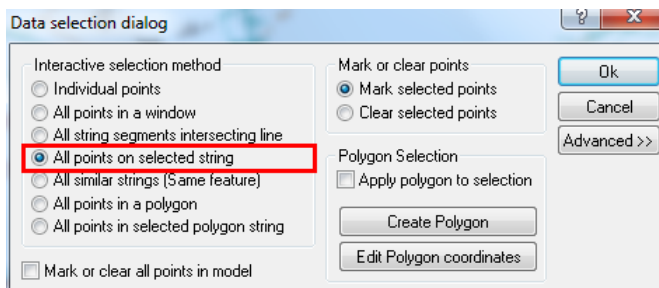 Data selection dialog
Interactive selection method
Individual points
All points in a window
All string segments intersecting line
All points on selected string
All similar strings (Same feature)
All points in a polygon
All points in selected polygon string
Mark or clear all points in model
Mark or clear points
Mark selected points
Clear selected points
Polygon Selection
Apply polygon to selection
Create Polygon
Edit Polygon coordinates
Ok
Cancel
Advanced >>